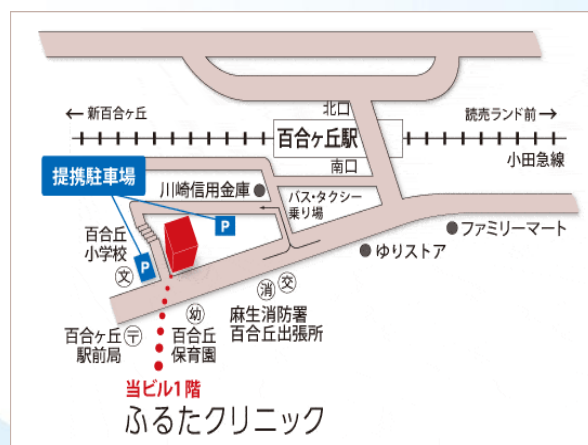 北口
← 新百合ヶ丘
読売ランド前 →
百合ヶ丘駅
小田急線
南口
提携駐車場
川崎信用金庫
バス・タクシー
乗り場
P
百合丘
小学校
P
ファミリーマート
ゆりストア
文
消
交
幼
麻生消防署
百合丘出張所
百合ヶ丘
駅前局
〒
百合丘
保育園
当ビル1階
ふるたクリニック